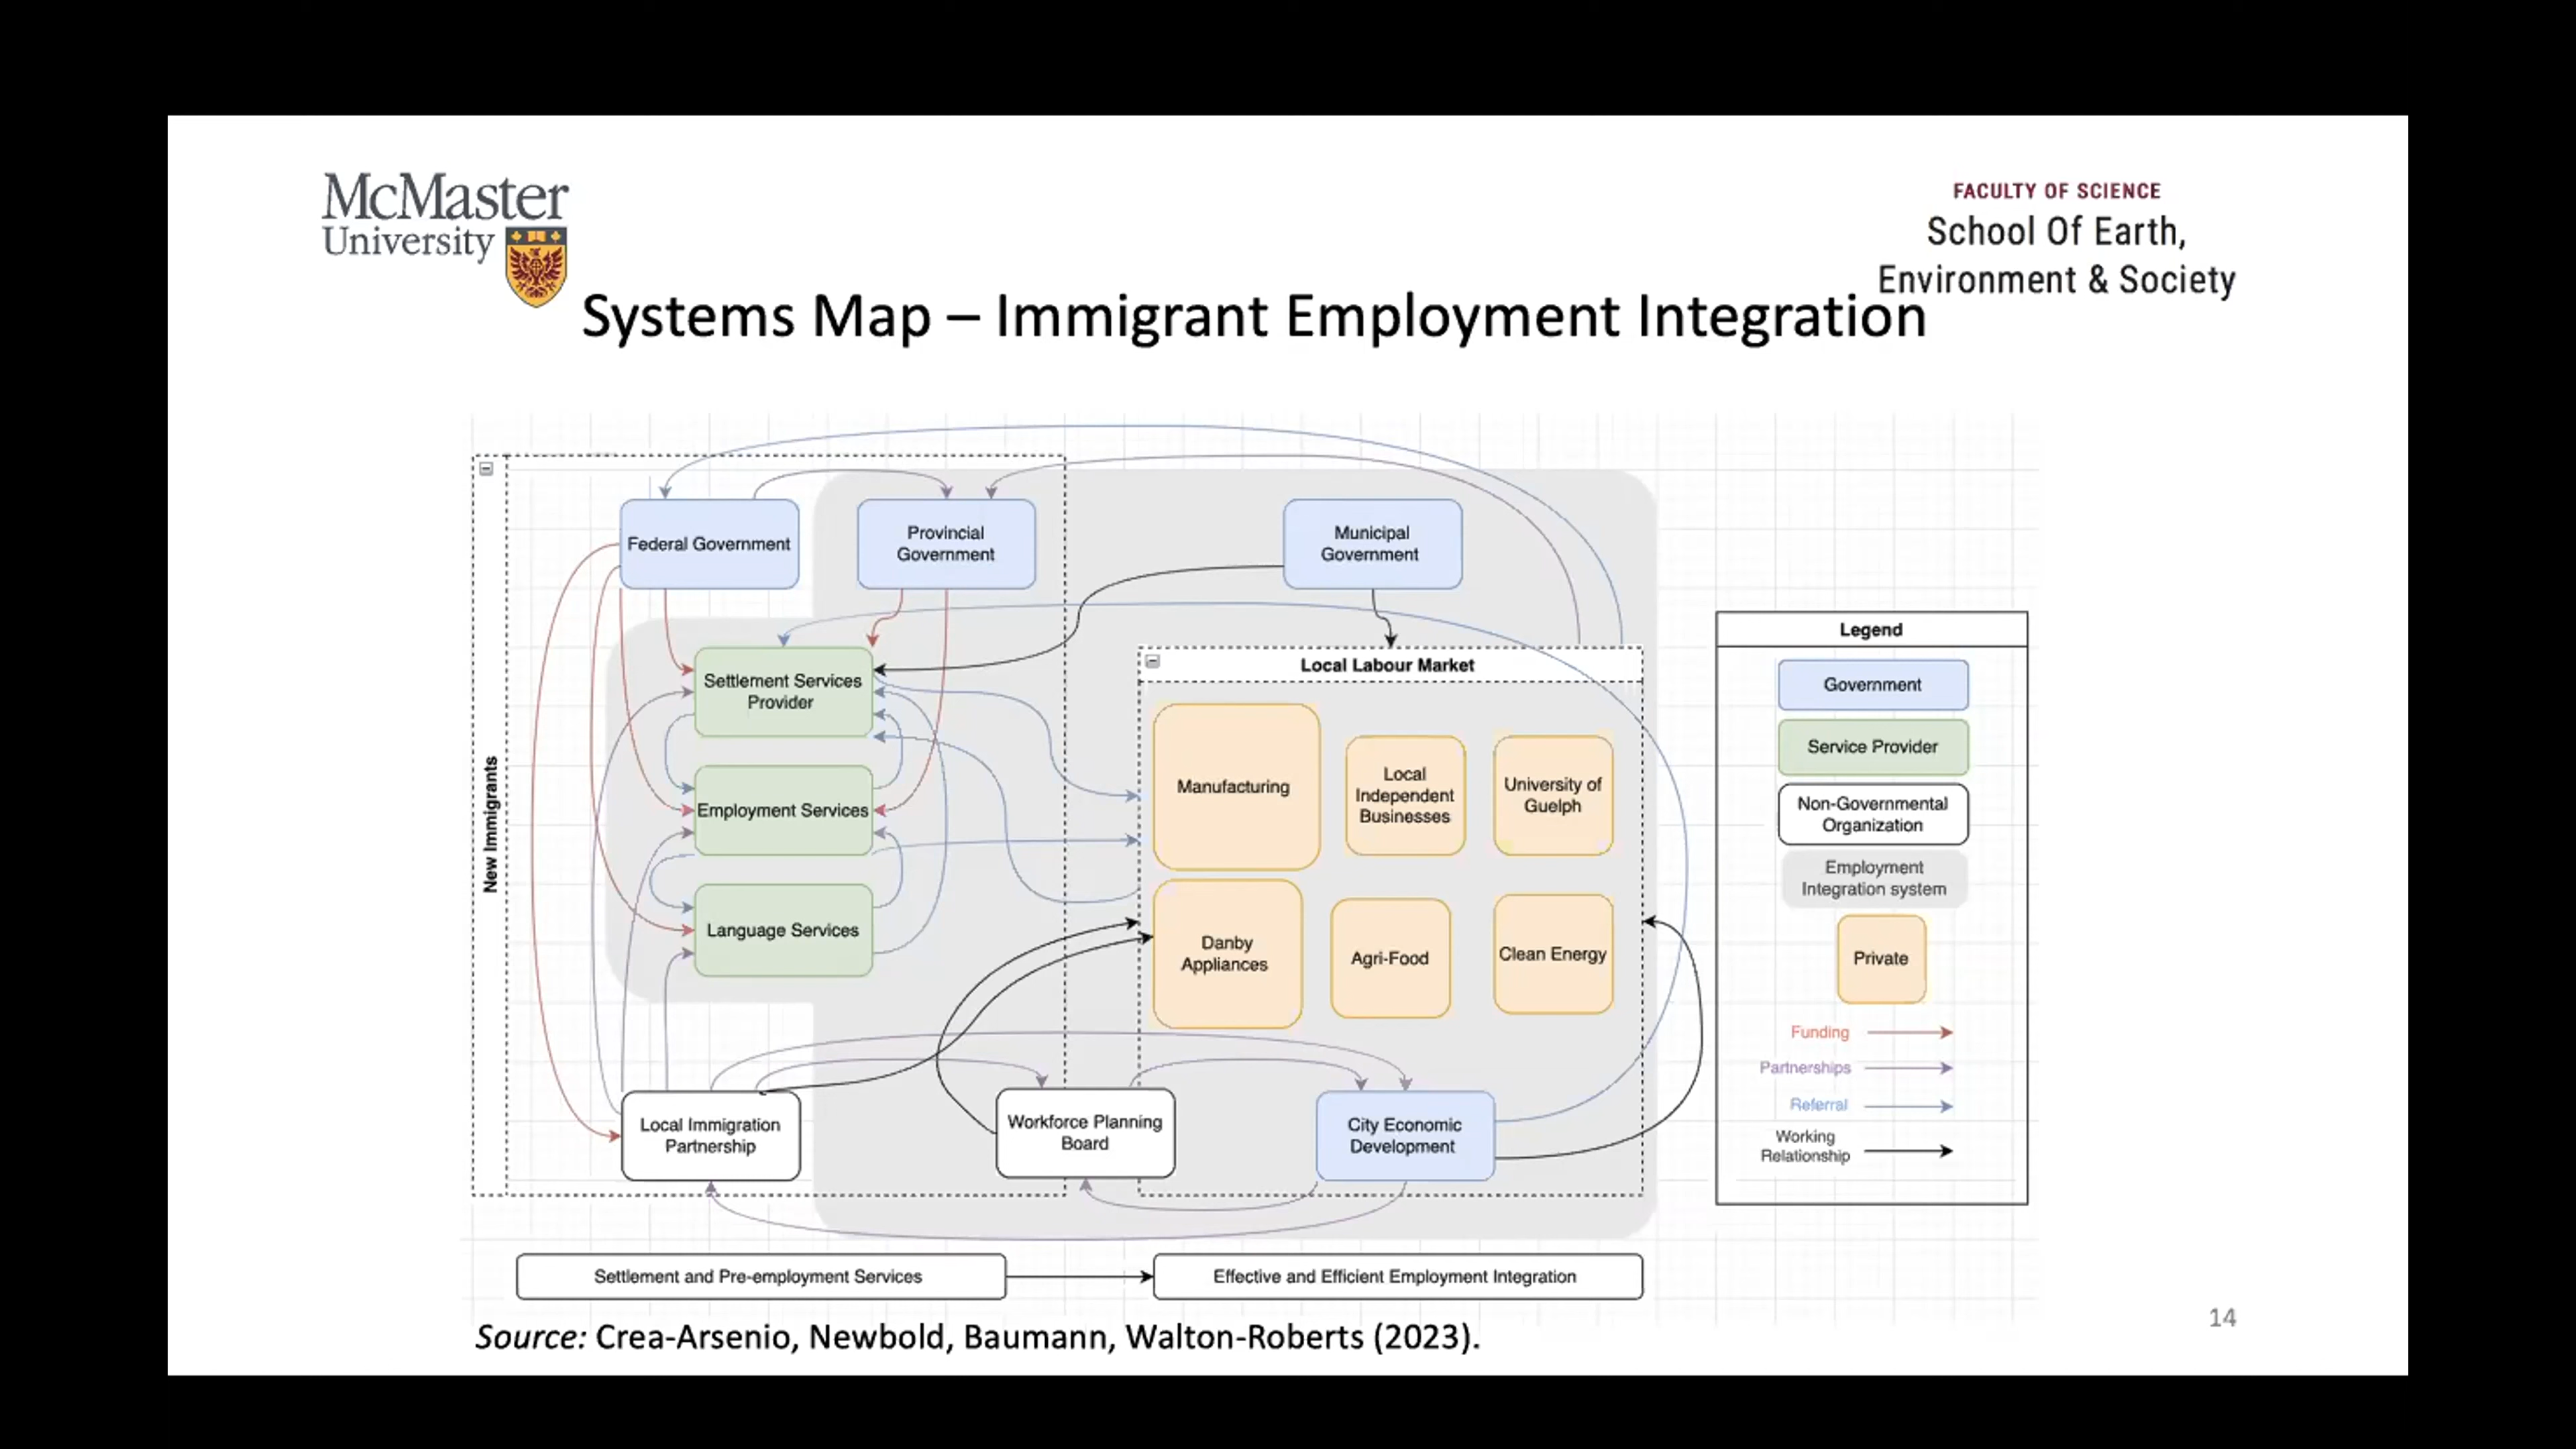 McMaster
University
FACULTY OF SCIENCE
School Of Earth,
Environment & Society
Systems Map – Immigrant Employment Integration
New Immigrants
Federal Government
Provincial
Government
Municipal
Government
Settlement Services
Provider
Employment Services
Language Services
Local Labour Market
Manufacturing
Local
Independent
Businesses
University of
Guelph
Danby
Appliances
Agri-Food
Clean Energy
Local Immigration
Partnership
Workforce Planning
Board
City Economic
Development
Legend
Government
Service Provider
Non-Governmental
Organization
Employment
Integration system
Private
Funding
Partnerships
Referral
Working
Relationship
Settlement and Pre-employment Services
Effective and Efficient Employment Integration
Source: Crea-Arsenio, Newbold, Baumann, Walton-Roberts (2023).
14